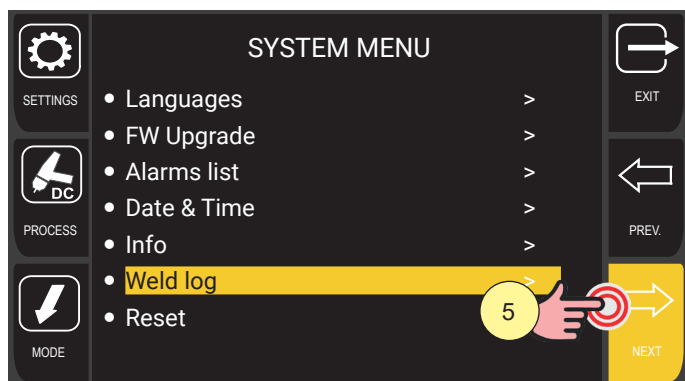 SYSTEM MENU
SETTINGS
EXIT
• Languages >
• FW Upgrade >
• Alarms list >
DC
PROCESS
• Date & Time >
PREV.
• Info >
• Weld log >
5
• Reset
MODE
NEXT